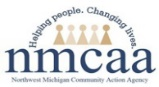 Helping people. Changing lives.
nmcaa
Northwest Michigan Community Action Agency